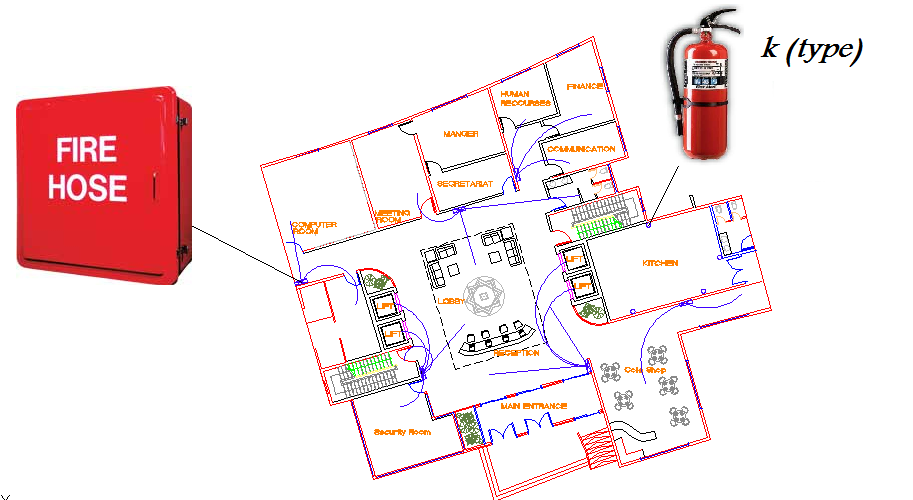 k (type)
FIRE
HOSE
FINANCE
HUMAN
RECOURSES
MANGER
COMMUNICATION
SECRETARIAT
MEETING
ROOM
COMPUTER
ROOM
LIFT
KITCHEN
LIFT
LOBBY
LIFT
LIFT
RECEPTION
Cofe Shop
MAIN ENTRANCE
Security Room